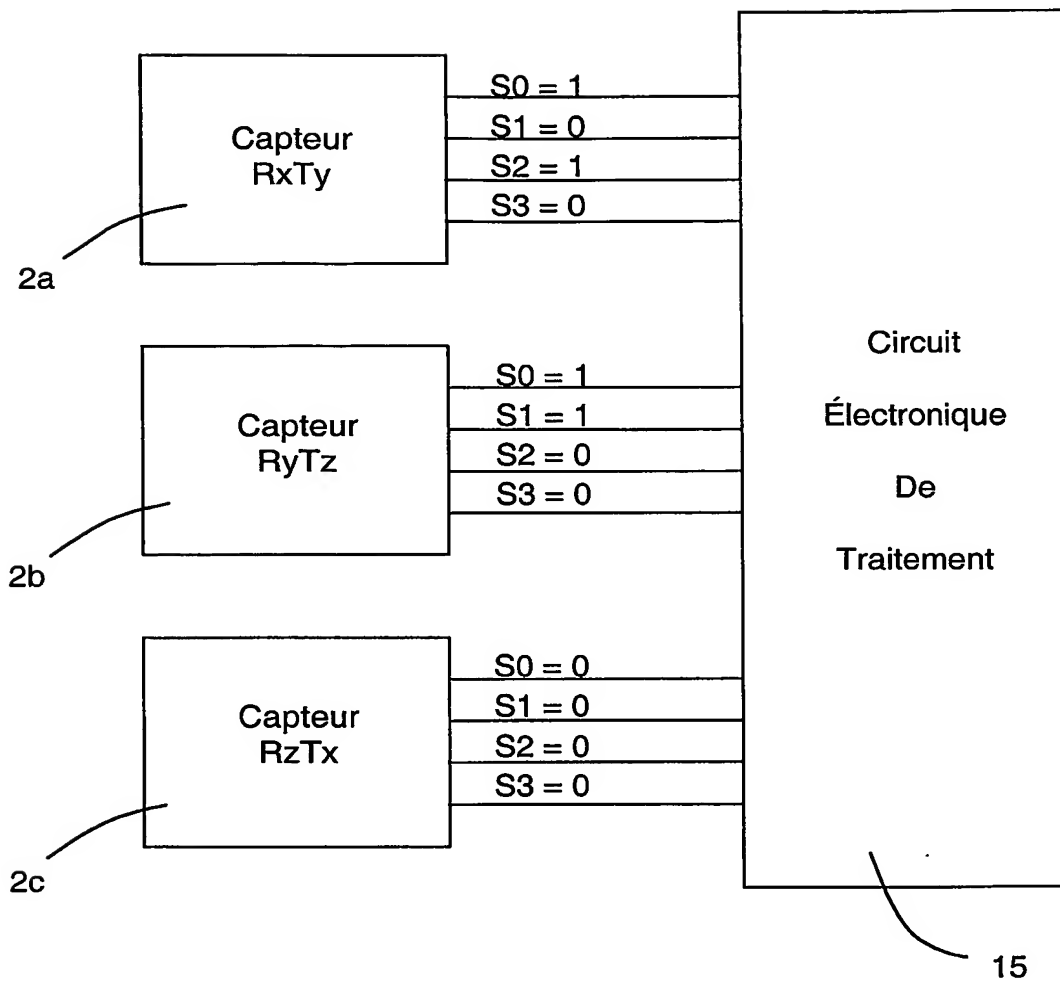 Capteur
RxTy
S0 = 1
S1 = 0
S2 = 1
S3 = 0
2a
Capteur
RyTz
S0 = 1
S1 = 1
S2 = 0
S3 = 0
2b
Capteur
RzTx
S0 = 0
S1 = 0
S2 = 0
S3 = 0
2c
Circuit
Électronique
De
Traitement
15